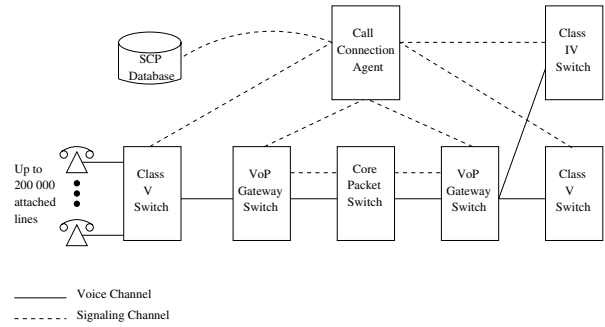 SCP
Database
Call
Connection
Agent
Class
IV
Switch
Up to
200 000
attached
lines
Class
V
Switch
VoP
Gateway
Switch
Core
Packet
Switch
VoP
Gateway
Switch
Class
V
Switch
Voice Channel
Signaling Channel